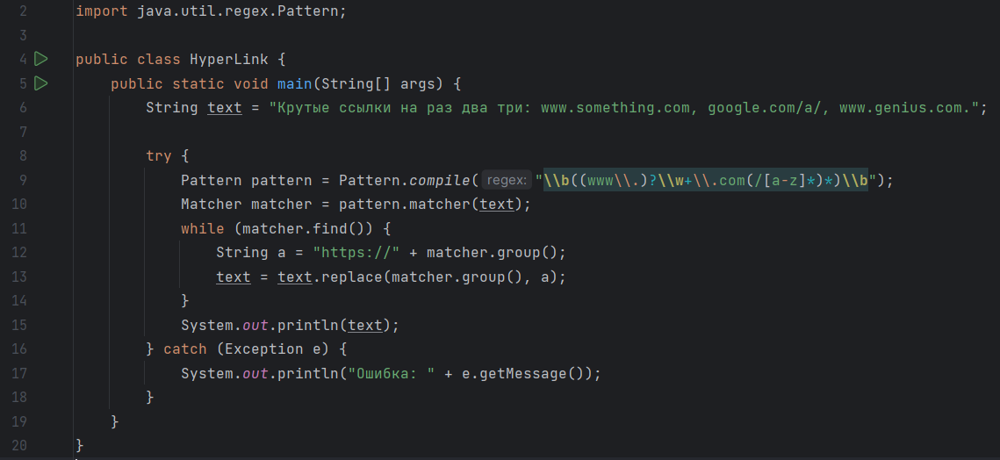 2 import java.util.regex.Pattern;
3
4 public class HyperLink {
5 public static void main(String[] args) {
6 String text = "Крутые ссылки на раз два три: www.something.com, google.com/a/, www.genius.com.";
7
8 try {
9 Pattern pattern = Pattern.compile( regex: "\\b((www\\.)?\\w+\\.com(/[a-z]*)*)\\b");
10 Matcher matcher = pattern.matcher(text);
11 while (matcher.find()) {
12 String a = "https://" + matcher.group();
13 text = text.replace(matcher.group(), a);
14 }
15 System.out.println(text);
16 } catch (Exception e) {
17 System.out.println("Ошибка: " + e.getMessage());
18 }
19 }
20 }